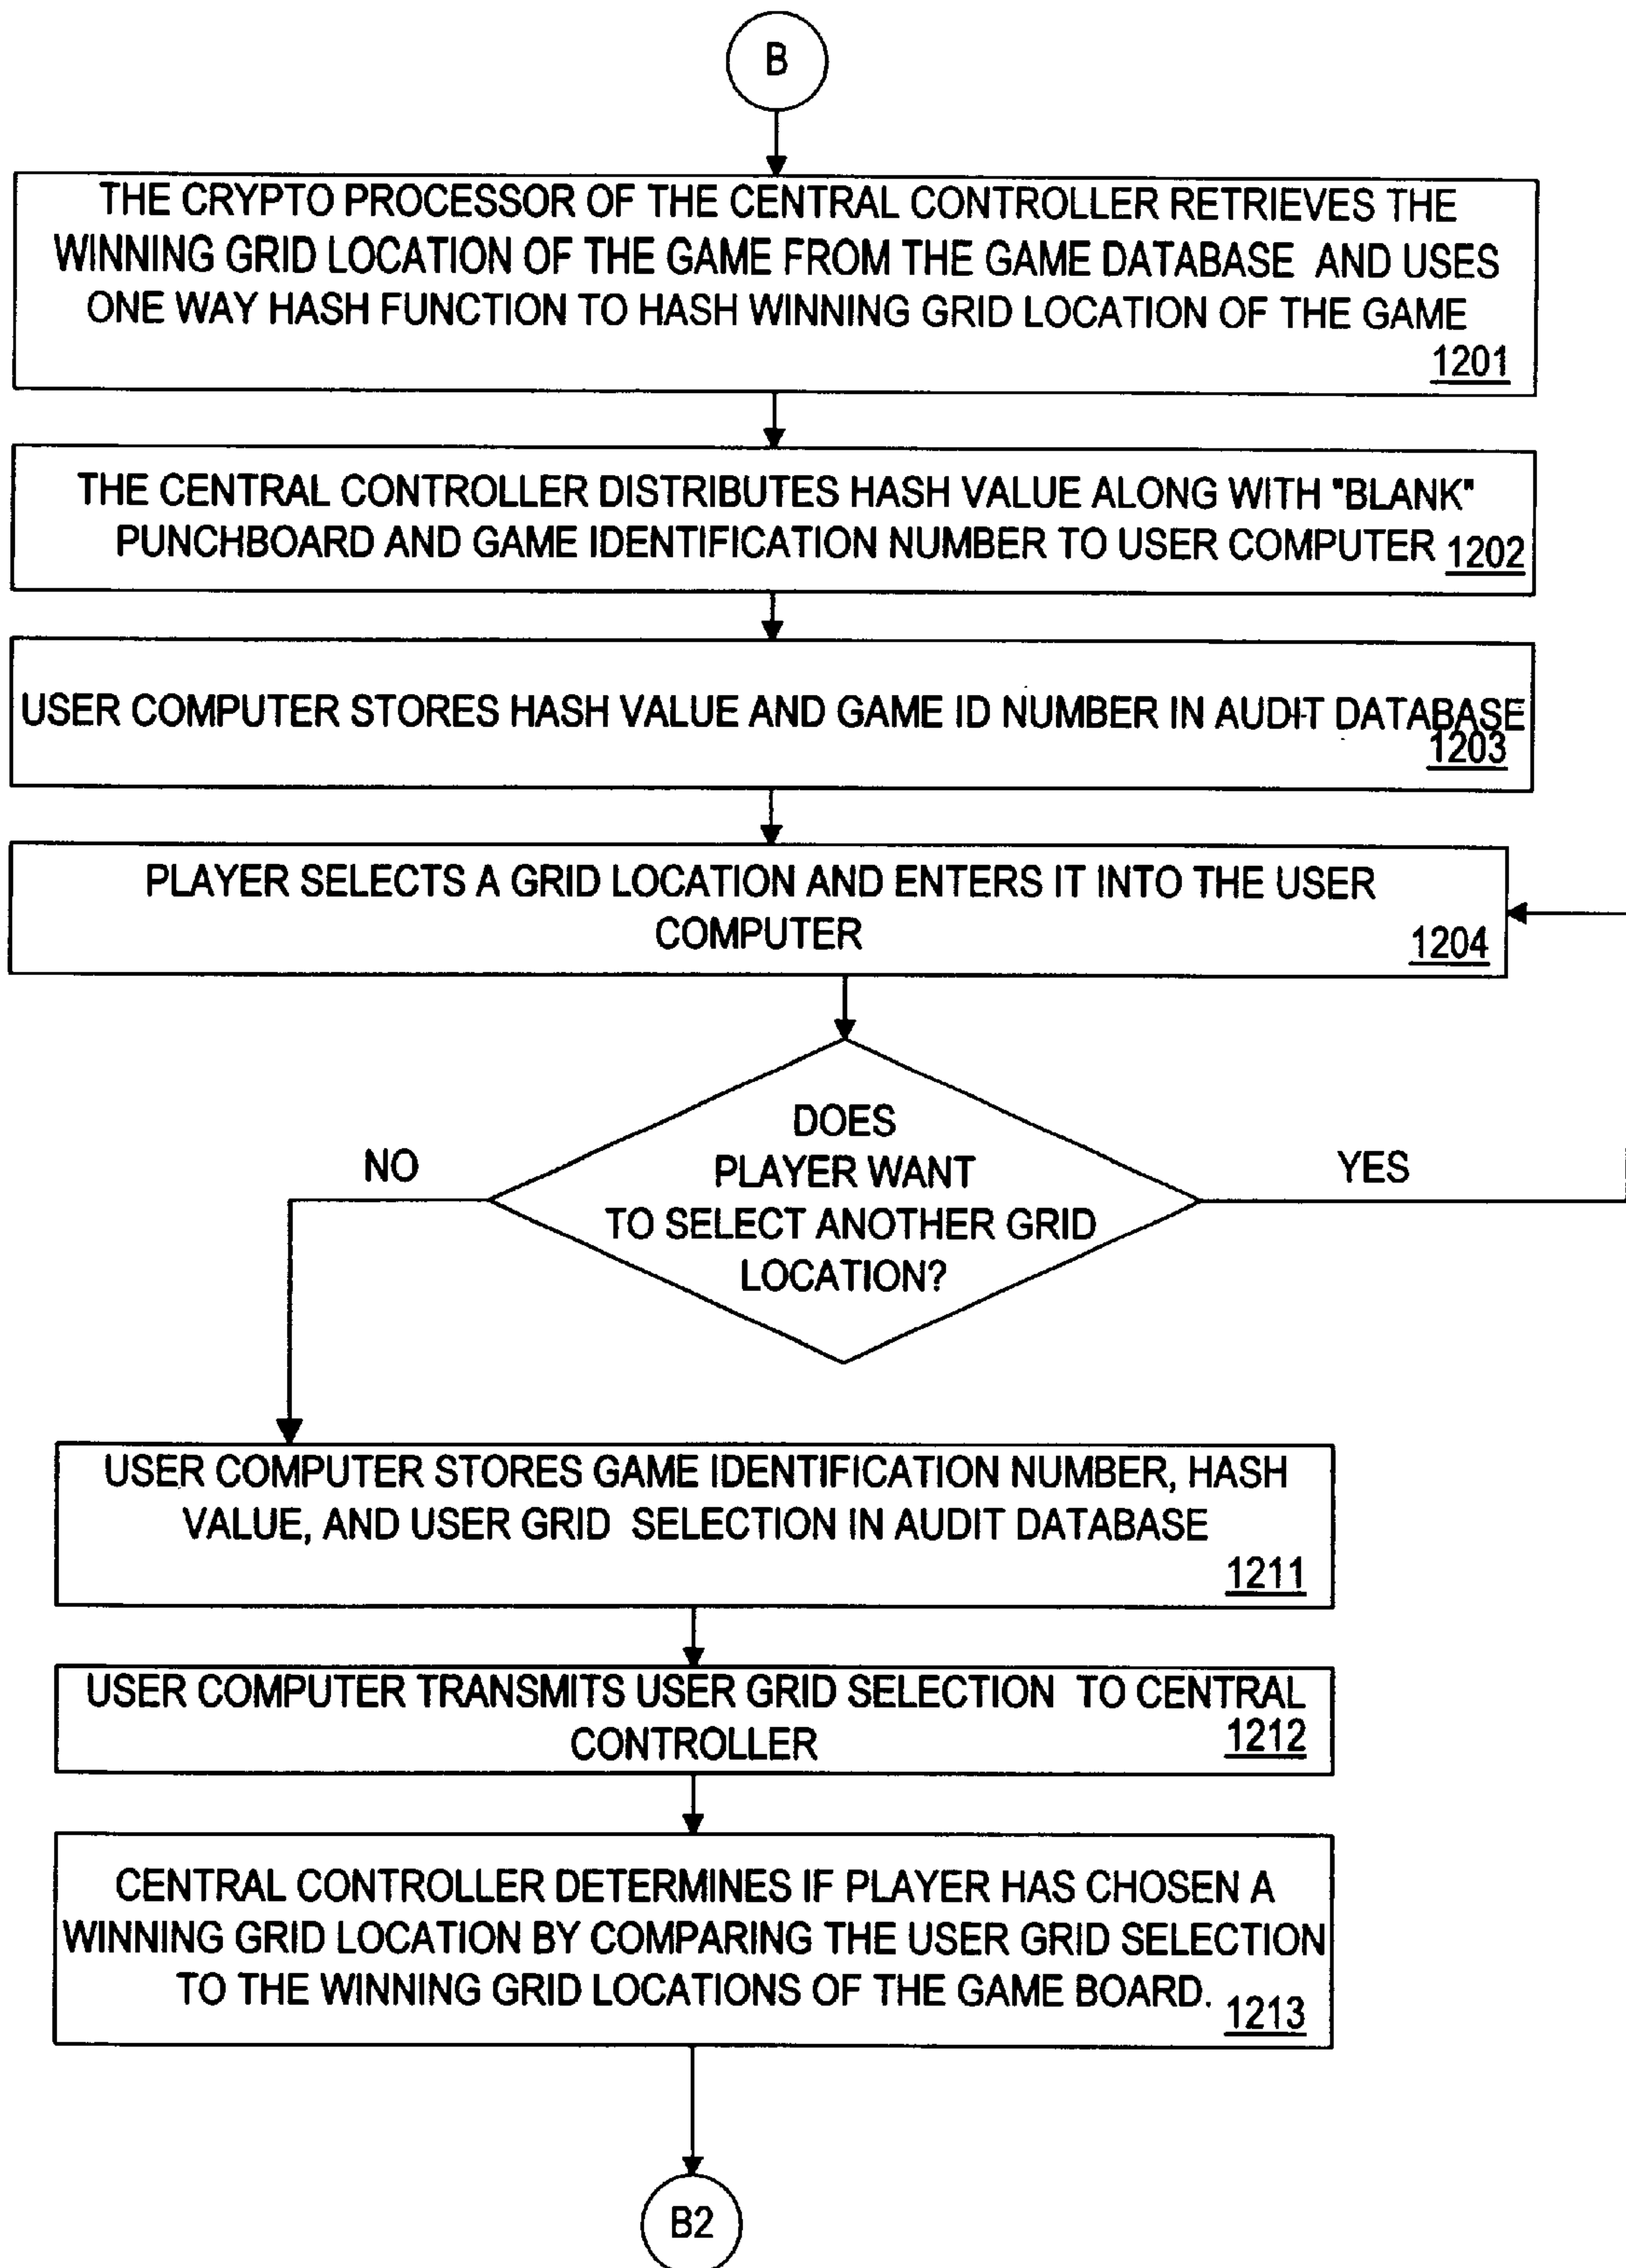 B
THE CRYPTO PROCESSOR OF THE CENTRAL CONTROLLER RETRIEVES THE
WINNING GRID LOCATION OF THE GAME FROM THE GAME DATABASE AND USES
ONE WAY HASH FUNCTION TO HASH WINNING GRID LOCATION OF THE GAME
1201
THE CENTRAL CONTROLLER DISTRIBUTES HASH VALUE ALONG WITH "BLANK"
PUNCHBOARD AND GAME IDENTIFICATION NUMBER TO USER COMPUTER 1202
USER COMPUTER STORES HASH VALUE AND GAME ID NUMBER IN AUDIT DATABASE
1203
PLAYER SELECTS A GRID LOCATION AND ENTERS IT INTO THE USER
COMPUTER 1204
DOES
PLAYER WANT
TO SELECT ANOTHER GRID
LOCATION?
NO
YES
USER COMPUTER STORES GAME IDENTIFICATION NUMBER, HASH
VALUE, AND USER GRID SELECTION IN AUDIT DATABASE
1211
USER COMPUTER TRANSMITS USER GRID SELECTION TO CENTRAL
CONTROLLER 1212
CENTRAL CONTROLLER DETERMINES IF PLAYER HAS CHOSEN A
WINNING GRID LOCATION BY COMPARING THE USER GRID SELECTION
TO THE WINNING GRID LOCATIONS OF THE GAME BOARD. 1213
B2